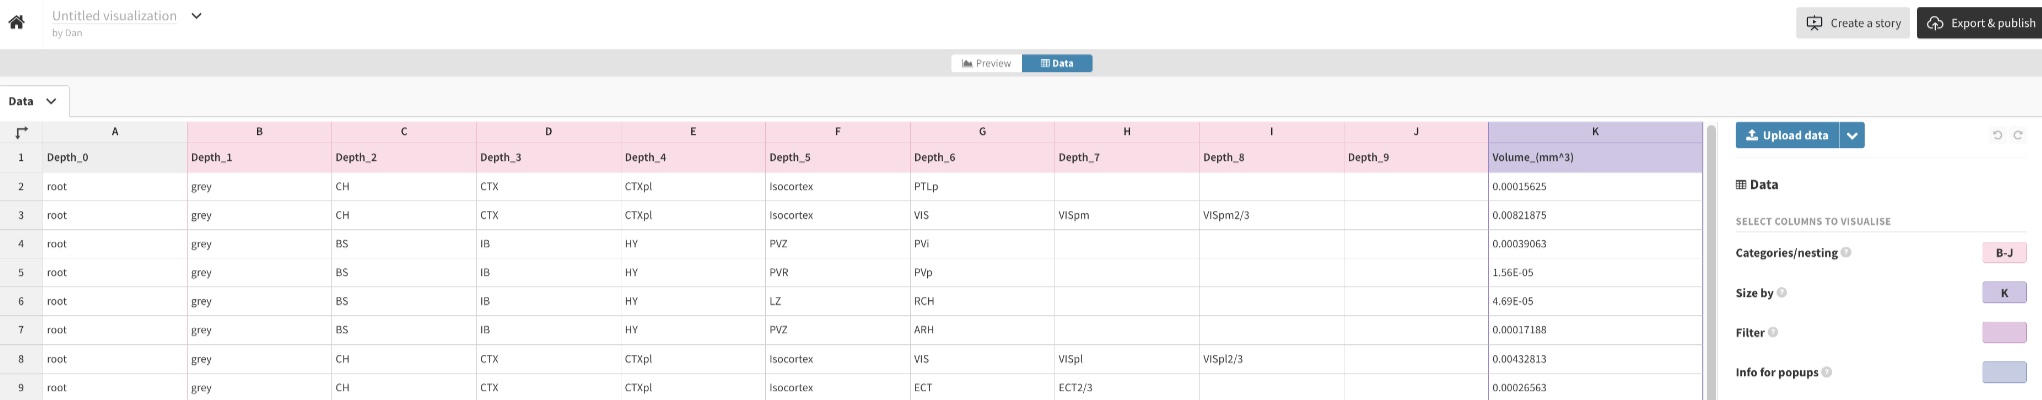 Untitled visualization
by Dan
Create a story Export & publish
Preview Data
Data
A B C D E F G H I J K
1 Depth_0 Depth_1 Depth_2 Depth_3 Depth_4 Depth_5 Depth_6 Depth_7 Depth_8 Depth_9 Volume_(mm^3)
2 root grey CH CTX CTXpl Isocortex PTLp 0.00015625
3 root grey CH CTX CTXpl Isocortex VIS VISpm VISpm2/3 0.00821875
4 root grey BS IB HY PVZ PVi 0.00039063
5 root grey BS IB HY PVR PVp 1.56E-05
6 root grey BS IB HY LZ RCH 4.69E-05
7 root grey BS IB HY PVZ ARH 0.00017188
8 root grey CH CTX CTXpl Isocortex VIS VISpl VISpl2/3 0.00432813
9 root grey CH CTX CTXpl Isocortex ECT ECT2/3 0.00026563
Upload data
Data
SELECT COLUMNS TO VISUALISE
Categories/nesting ? B-J
Size by ? K
Filter ?
Info for popups ?